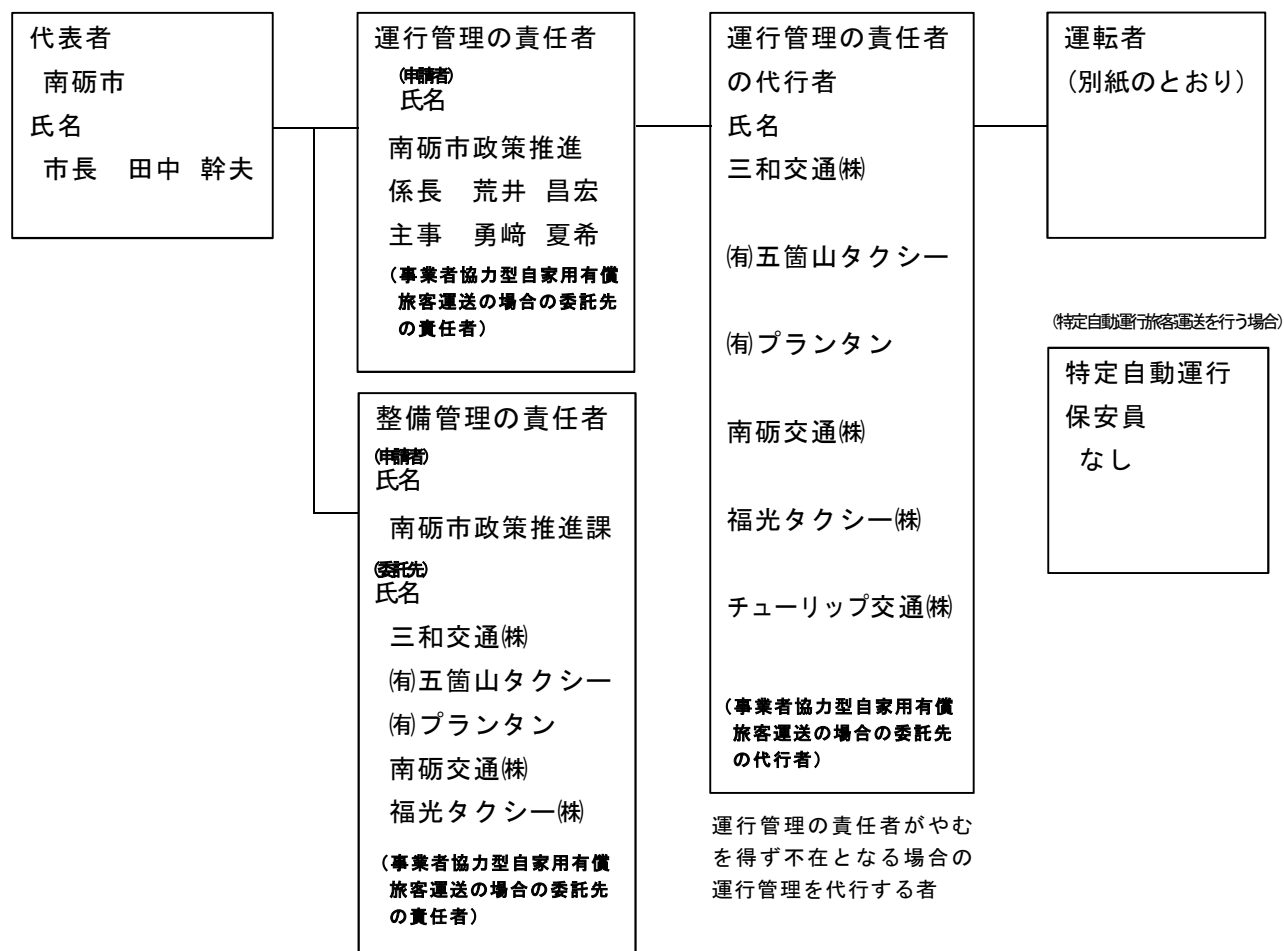 代表者
南砺市
氏名
市長 田中 幹夫
運行管理の責任者
(申請者)
氏名
南砺市政策推進
係長 荒井 昌宏
主事 勇﨑 夏希
(事業者協力型自家用有償
旅客運送の場合の委託先
の責任者)
整備管理の責任者
(申請者)
氏名
南砺市政策推進課
(委託先)
氏名
三和交通㈱
㈲五箇山タクシー
㈲プランタン
南砺交通㈱
福光タクシー㈱
(事業者協力型自家用有償
旅客運送の場合の委託先
の責任者)
運行管理の責任者
の代行者
氏名
三和交通㈱
㈲五箇山タクシー
㈲プランタン
南砺交通㈱
福光タクシー㈱
チューリップ交通㈱
(事業者協力型自家用有償
旅客運送の場合の委託先
の代行者)
運行管理の責任者がやむ
を得ず不在となる場合の
運行管理を代行する者
運転者
(別紙のとおり)
(特定自動運行旅客運送を行う場合)
特定自動運行
保安員
なし